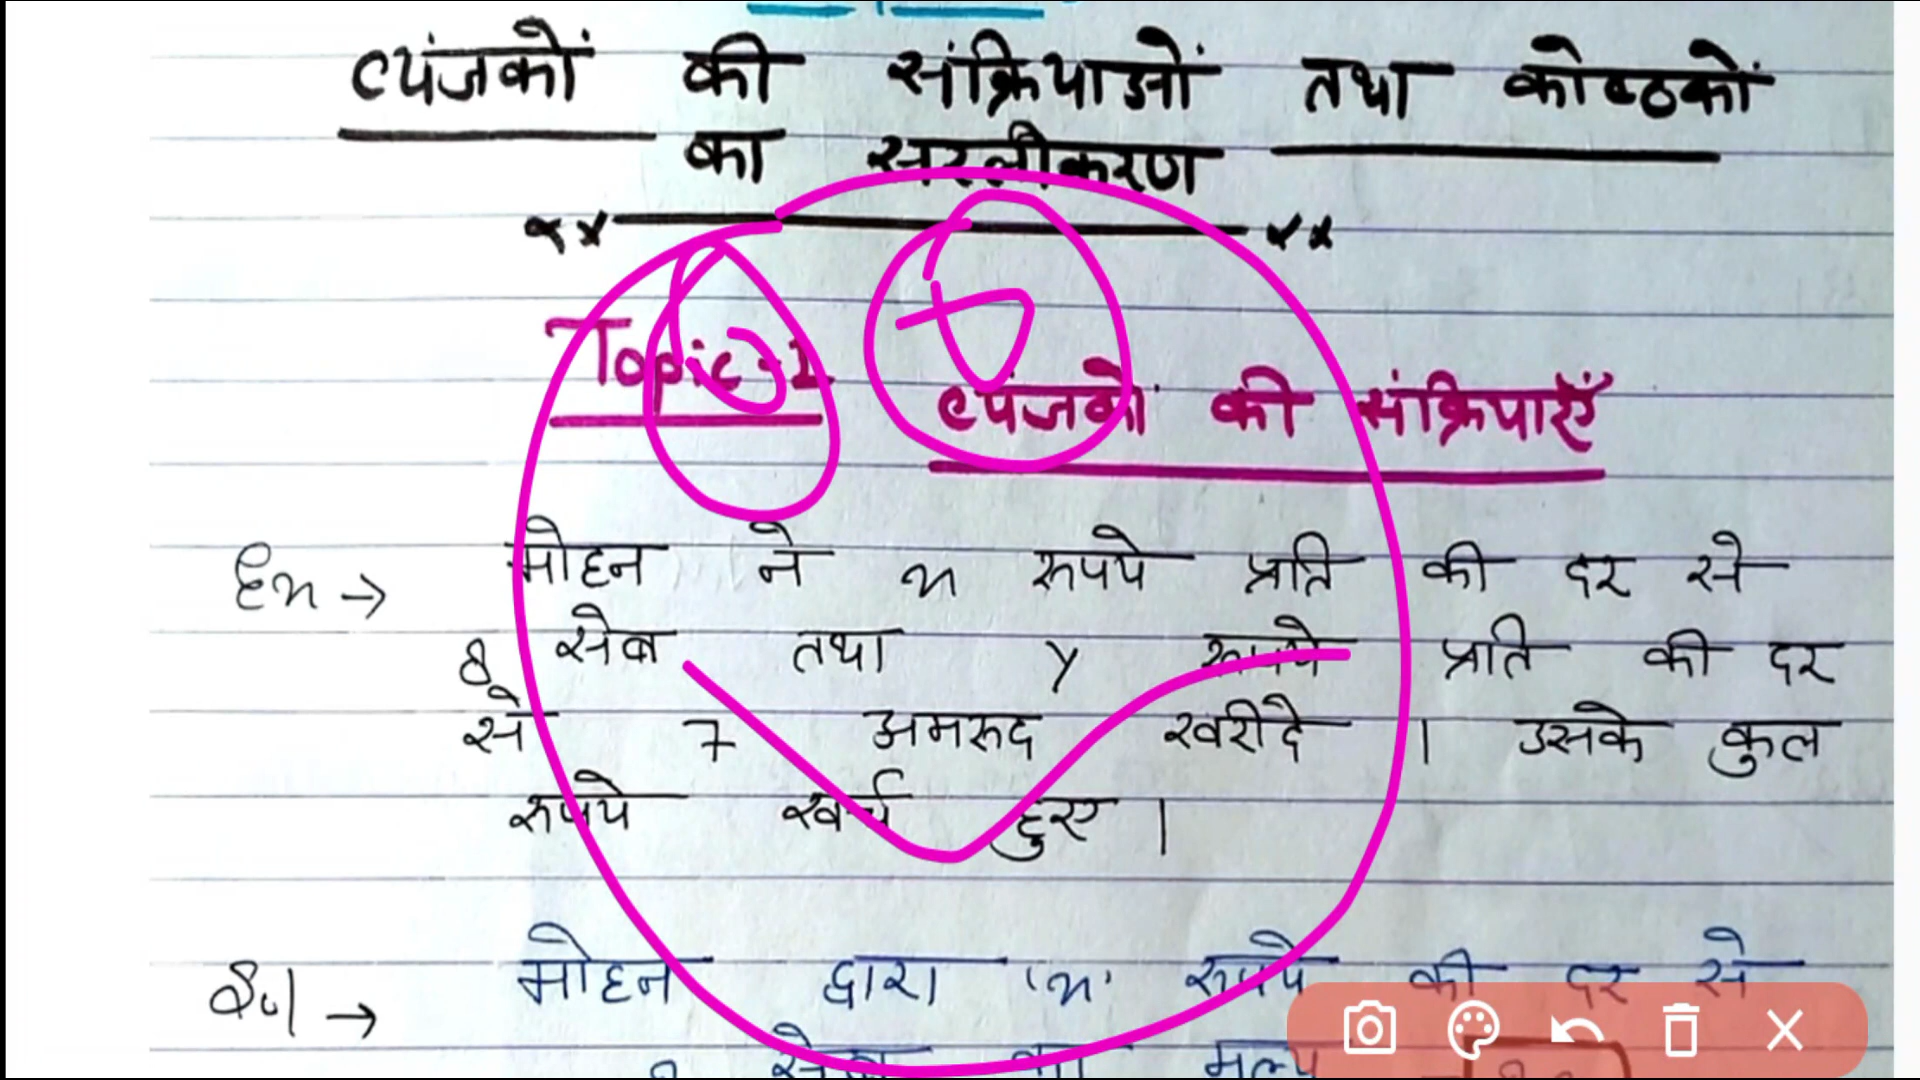 व्यंजकों की संक्रियाओं तथा कोष्ठकों
का सरलीकरण
Topic-1
व्यंजकों की संक्रियाएँ
Ex → मोहन ने x रुपये प्रति की दर से
8 सेब तथा y रूपये प्रति की दर
से 7 अमरुद खरीदे । उसके कुल
रुपये खर्च हुए ।
Sol → मोहन द्वारा 'x' रुपये की दर से
सेब का मूल्य